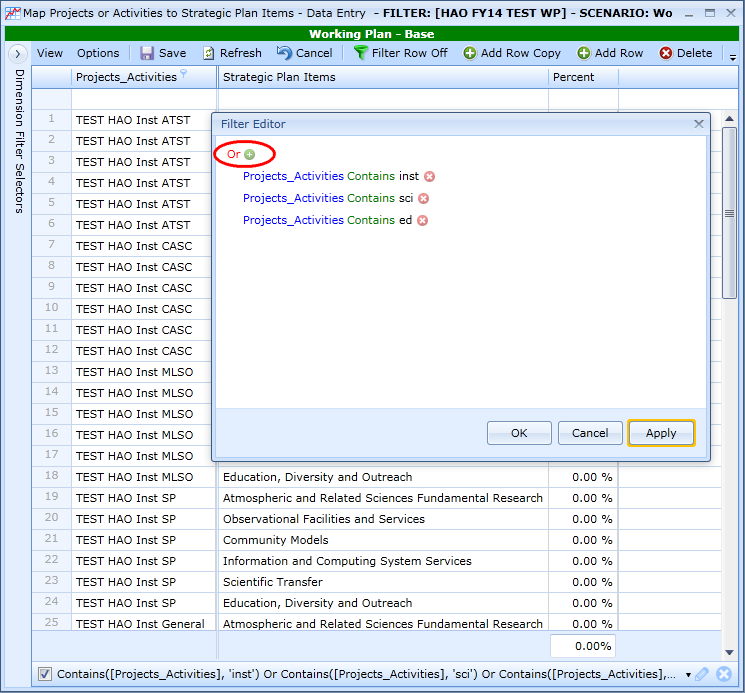 Map Projects or Activities to Strategic Plan Items - Data Entry - FILTER: [HAO FY14 TEST WP] - SCENARIO: Wo
Working Plan - Base
View Options Save Refresh Cancel Filter Row Off Add Row Copy Add Row Delete
Dimension Filter Selectors
Projects_Activities Strategic Plan Items Percent
1 TEST HAO Inst ATST
2 TEST HAO Inst ATST
3 TEST HAO Inst ATST
4 TEST HAO Inst ATST
5 TEST HAO Inst ATST
6 TEST HAO Inst ATST
7 TEST HAO Inst CASC
8 TEST HAO Inst CASC
9 TEST HAO Inst CASC
10 TEST HAO Inst CASC
11 TEST HAO Inst CASC
12 TEST HAO Inst CASC
13 TEST HAO Inst MLSO
14 TEST HAO Inst MLSO
15 TEST HAO Inst MLSO
16 TEST HAO Inst MLSO
17 TEST HAO Inst MLSO
Filter Editor
Or
Projects_Activities Contains inst
Projects_Activities Contains sci
Projects_Activities Contains ed
OK Cancel Apply
18 TEST HAO Inst MLSO Education, Diversity and Outreach 0.00 %
19 TEST HAO Inst SP Atmospheric and Related Sciences Fundamental Research 0.00 %
20 TEST HAO Inst SP Observational Facilities and Services 0.00 %
21 TEST HAO Inst SP Community Models 0.00 %
22 TEST HAO Inst SP Information and Computing System Services 0.00 %
23 TEST HAO Inst SP Scientific Transfer 0.00 %
24 TEST HAO Inst SP Education, Diversity and Outreach 0.00 %
25 TEST HAO Inst General Atmospheric and Related Sciences Fundamental Research 0.00 %
0.00%
Contains([Projects_Activities], 'inst') Or Contains([Projects_Activities], 'sci') Or Contains([Projects_Activities],...